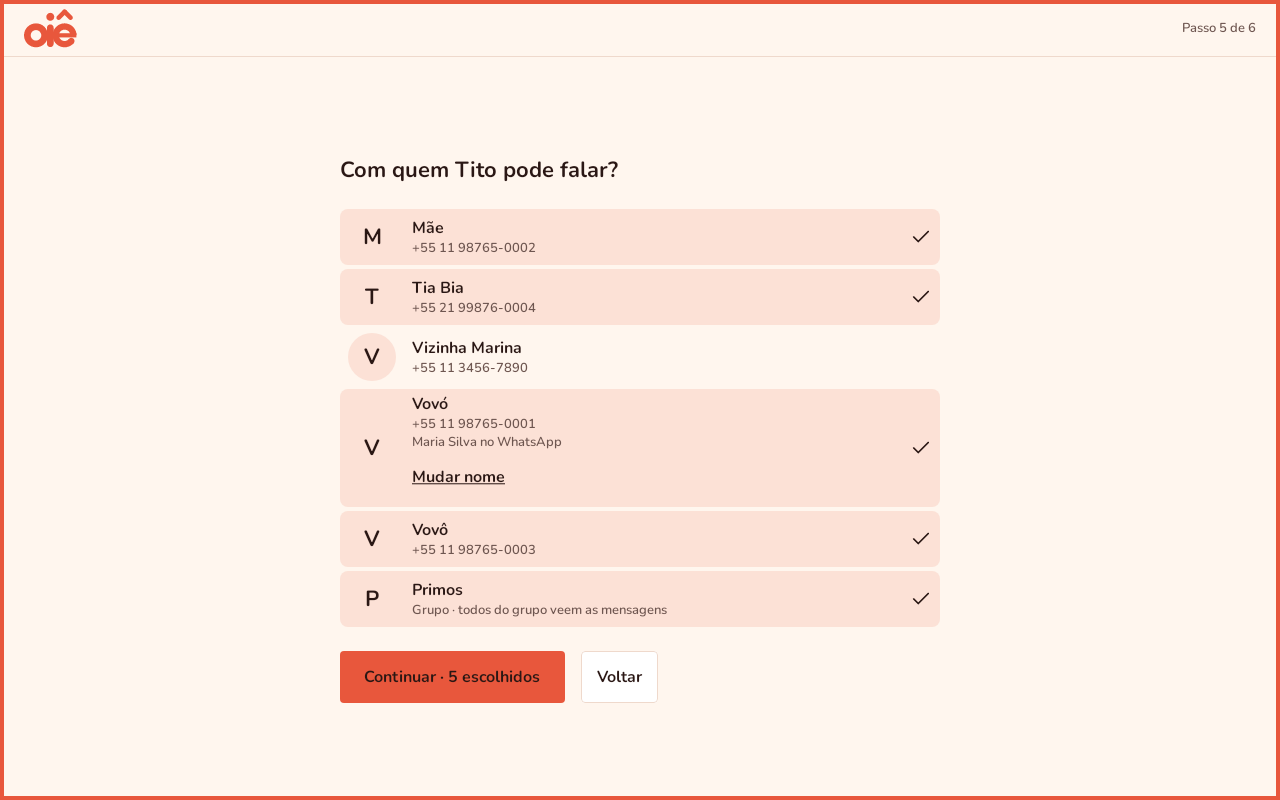 oiê
Passo 5 de 6
Com quem Tito pode falar?
M
Mãe
+55 11 98765-0002
T
Tia Bia
+55 21 99876-0004
V
Vizinha Marina
+55 11 3456-7890
V
Vovó
+55 11 98765-0001
Maria Silva no WhatsApp
Mudar nome
V
Vovô
+55 11 98765-0003
P
Primos
Grupo · todos do grupo veem as mensagens
Continuar · 5 escolhidos
Voltar